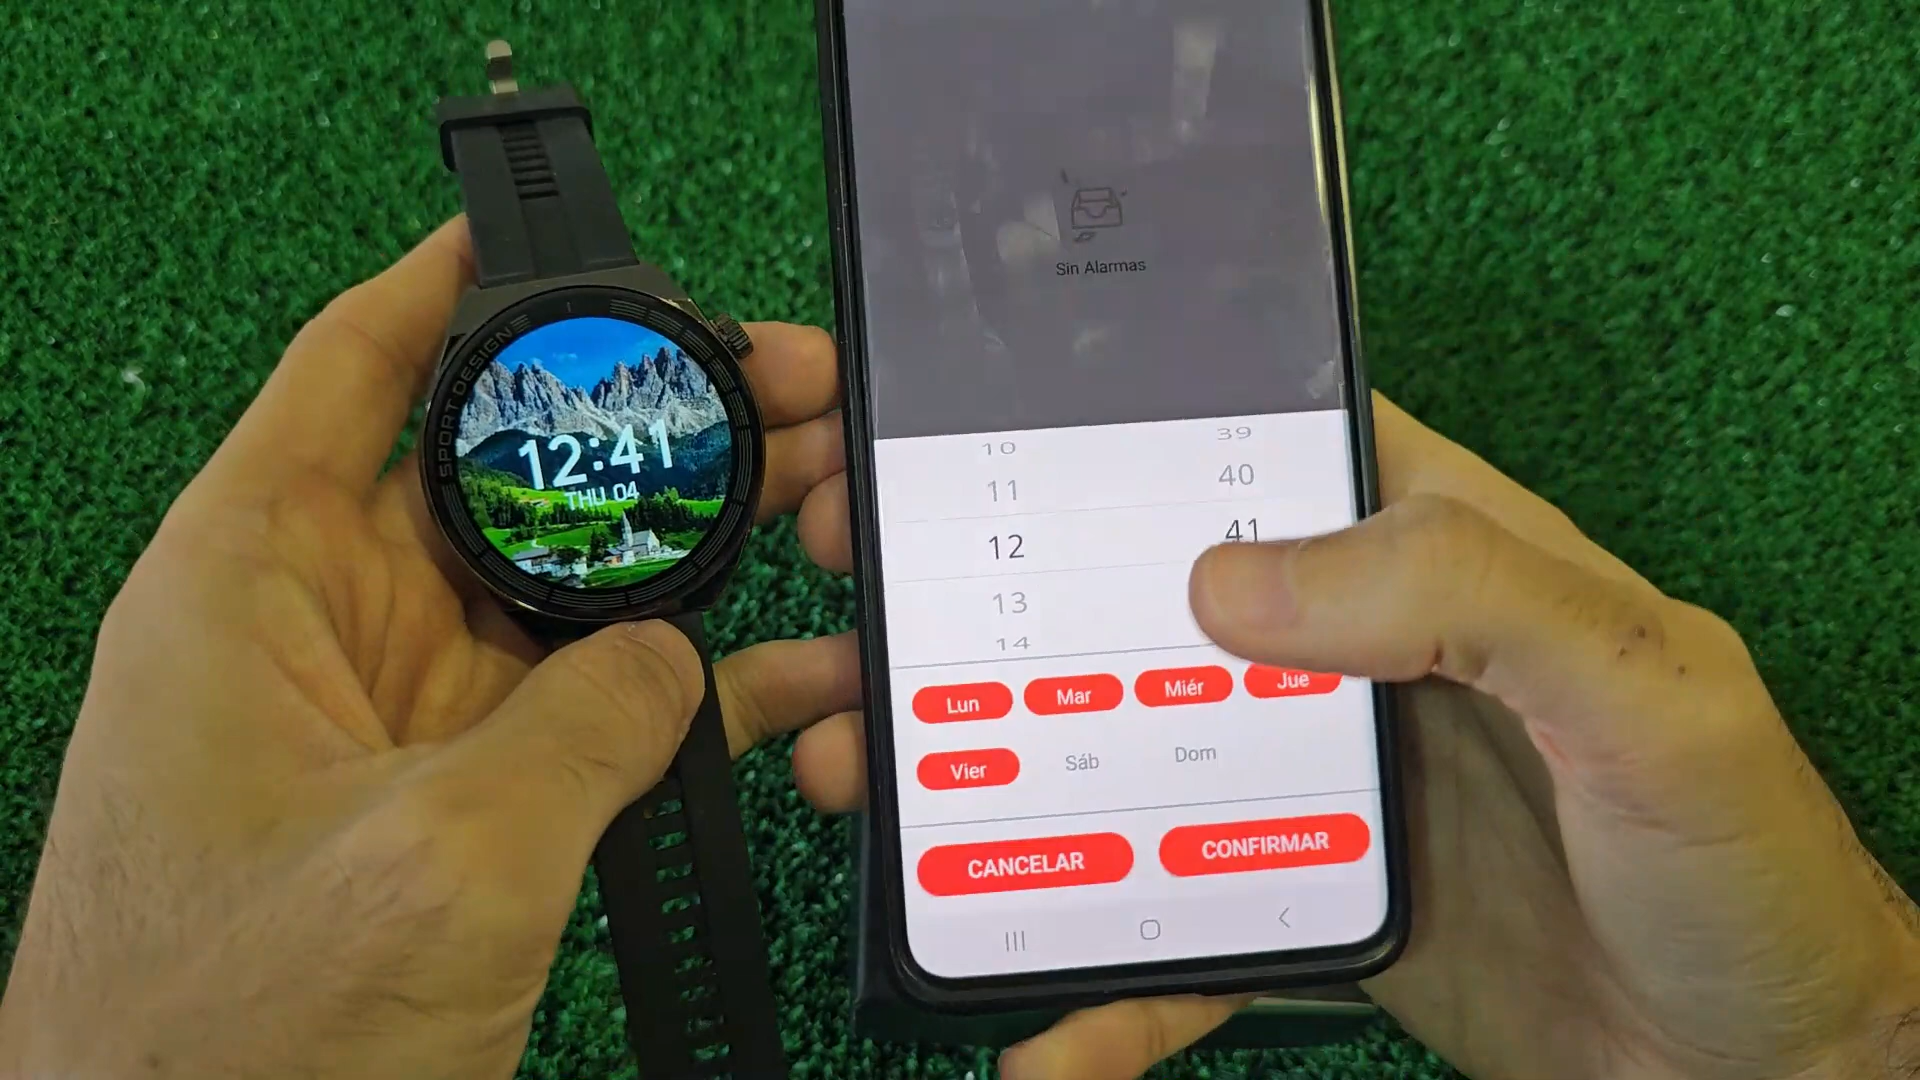 SPORT DESIGN
12:41
THU 04
Sin Alarmas
10 39
11 40
12 41
13
14
Lun Mar Miér Jue
Vier Sáb Dom
CANCELAR CONFIRMAR